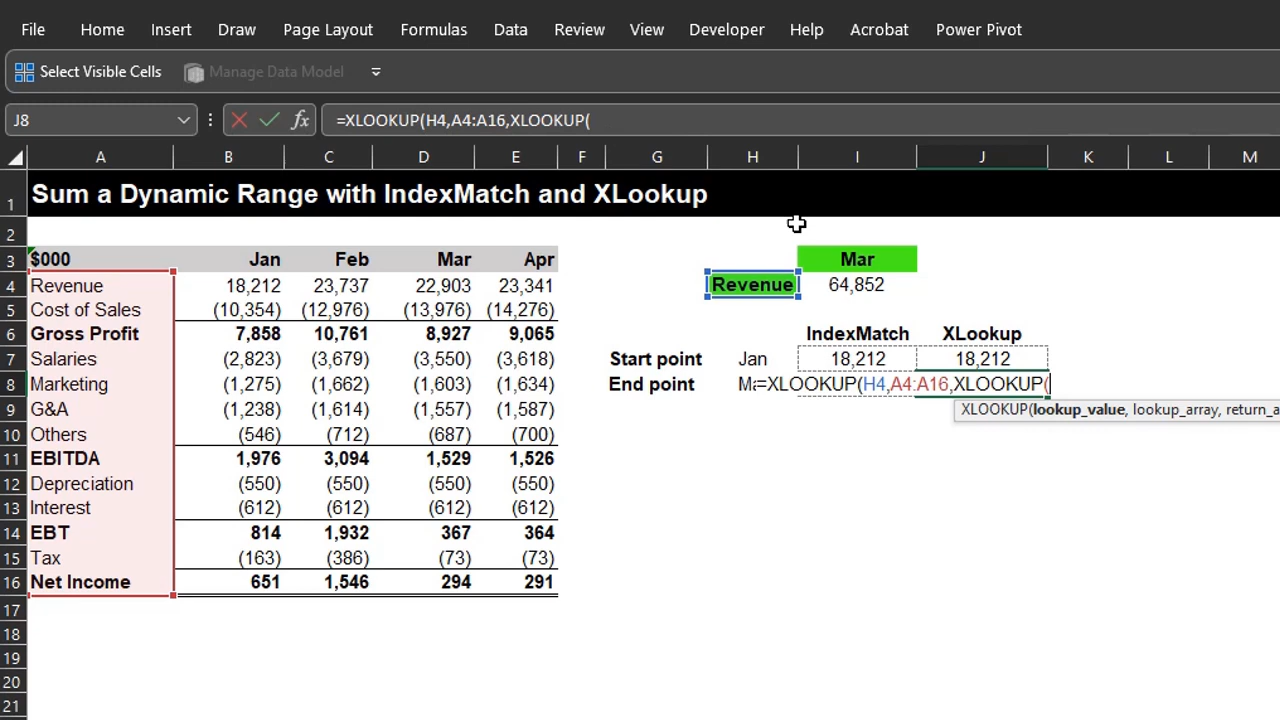 File Home Insert Draw Page Layout Formulas Data Review View Developer Help Acrobat Power Pivot
Select Visible Cells Manage Data Model
J8 fx =XLOOKUP(H4,A4:A16,XLOOKUP(
A B C D E F G H I J K L M
1 Sum a Dynamic Range with IndexMatch and XLookup
2
3 $000 Jan Feb Mar Apr Mar
4 Revenue 18,212 23,737 22,903 23,341 Revenue 64,852
5 Cost of Sales (10,354) (12,976) (13,976) (14,276)
6 Gross Profit 7,858 10,761 8,927 9,065 IndexMatch XLookup
7 Salaries (2,823) (3,679) (3,550) (3,618) Start point Jan 18,212 18,212
8 Marketing (1,275) (1,662) (1,603) (1,634) End point =XLOOKUP(H4,A4:A16,XLOOKUP(
9 G&A (1,238) (1,614) (1,557) (1,587) XLOOKUP(lookup_value, lookup_array, return_a
10 Others (546) (712) (687) (700)
11 EBITDA 1,976 3,094 1,529 1,526
12 Depreciation (550) (550) (550) (550)
13 Interest (612) (612) (612) (612)
14 EBT 814 1,932 367 364
15 Tax (163) (386) (73) (73)
16 Net Income 651 1,546 294 291
17
18
19
20
21